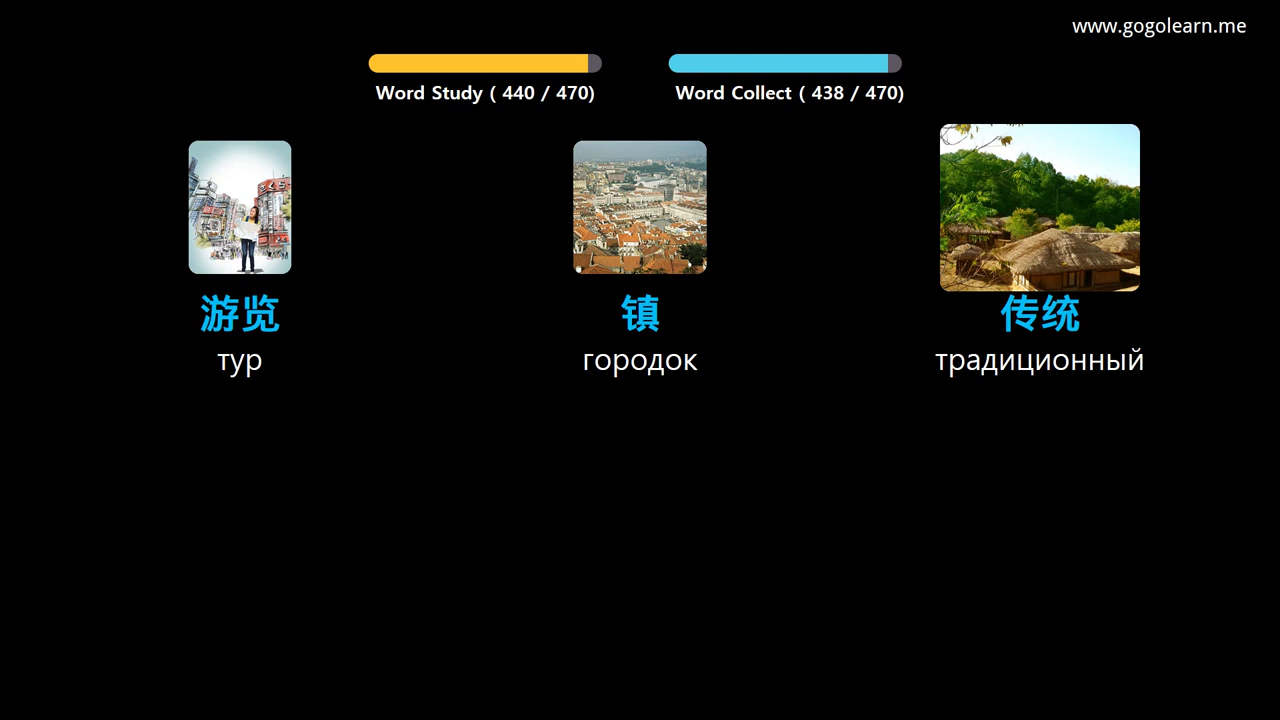 www.gogolearn.me
Word Study ( 440 / 470)
Word Collect ( 438 / 470)
游览
镇
传统
тур
городок
традиционный